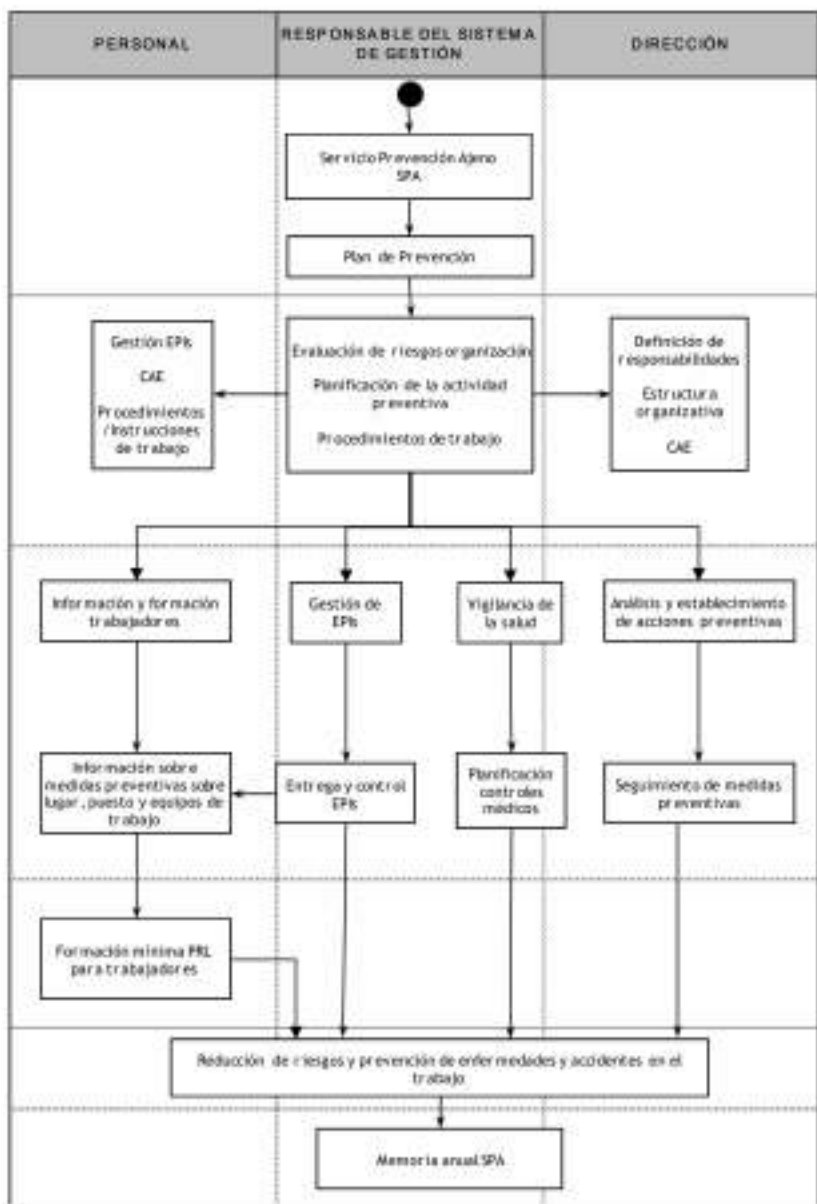 PERSONAL
RESPONSABLE DEL SISTEMA
DE GESTIÓN
DIRECCIÓN
Servicio Prevención Ajeno
SPA
Plan de Prevención
Gestión EPIs
CAE
Procedimientos
/Instrucciones
de trabajo
Evaluación de riesgos organización
Planificación de la actividad
preventiva
Procedimientos de trabajo
Definición de
responsabilidades
Estructura
organizativa
CAE
Información y formación
trabajadores
Gestión de
EPIs
Vigilancia de
la salud
Análisis y establecimiento
de acciones preventivas
Información sobre
medidas preventivas sobre
lugar, puesto y equipos de
trabajo
Entrega y control
EPIs
Planificación
controles
médicos
Seguimiento de medidas
preventivas
Formación mínima PRL
para trabajadores
Reducción de riesgos y prevención de enfermedades y accidentes en el
trabajo
Memoria anual SPA